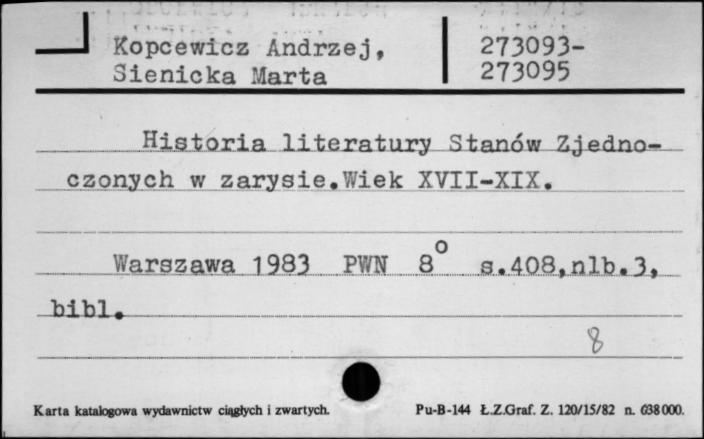 Kopcewicz Andrzej,
Sienicka Marta
273093-
273095
Historia literatury Stanów Zjedno-
czonych w zarysie.Wiek XVII-XIX.
Warszawa 1983 PWN 8° s.408,nlb.3,
bibl.
8
Karta katalogowa wydawnictw ciągłych i zwartych.
Pu-B-144 Ł.Z.Graf. Z. 120/15/82 n. 638000.